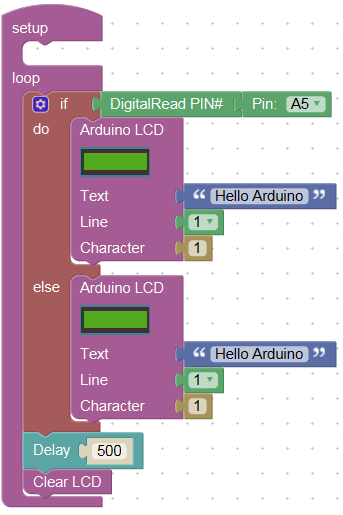 setup
loop
if DigitalRead PIN# Pin: A5
do Arduino LCD
Text “ Hello Arduino ”
Line 1
Character 1
else Arduino LCD
Text “ Hello Arduino ”
Line 1
Character 1
Delay 500
Clear LCD